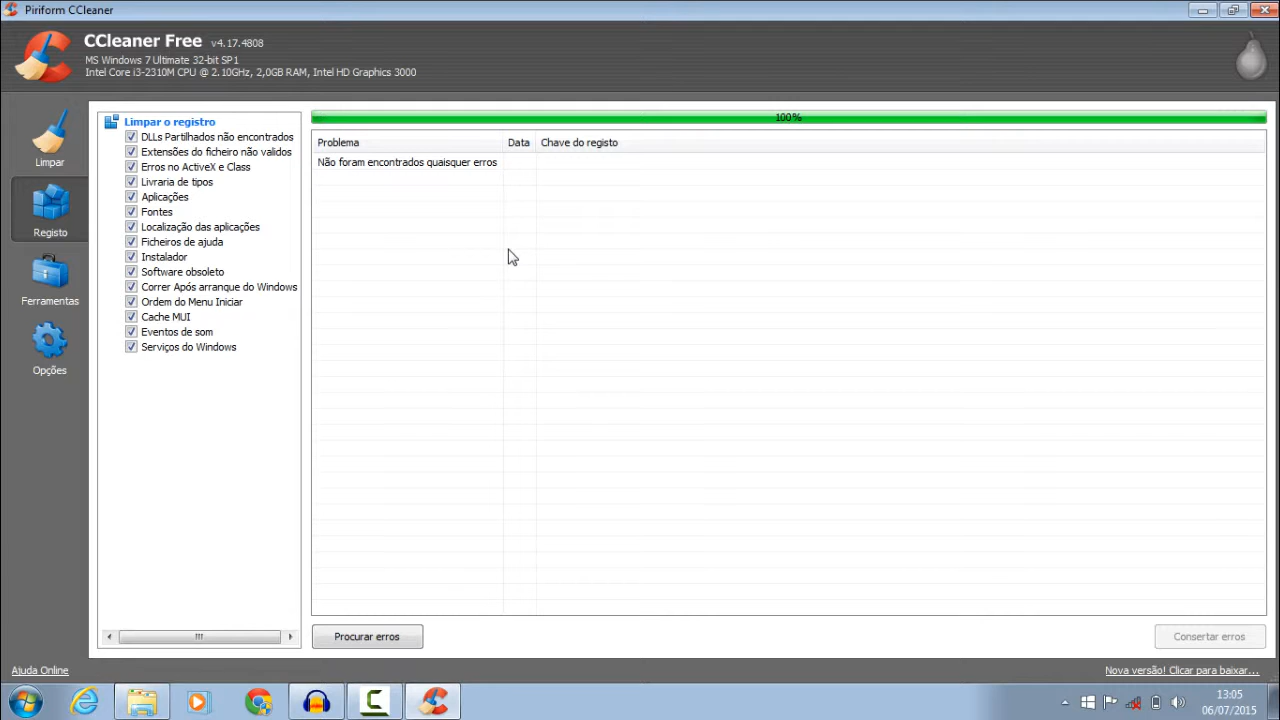 Piriform CCleaner
CCleaner Free v4.17.4808
MS Windows 7 Ultimate 32-bit SP1
Intel Core i3-2310M CPU @ 2.10GHz, 2,0GB RAM, Intel HD Graphics 3000
Limpar
Registo
Ferramentas
Opções
Limpar o registro
DLLs Partilhados não encontrados
Extensões do ficheiro não validos
Erros no ActiveX e Class
Livraria de tipos
Aplicações
Fontes
Localização das aplicações
Ficheiros de ajuda
Instalador
Software obsoleto
Correr Após arranque do Windows
Ordem do Menu Iniciar
Cache MUI
Eventos de som
Serviços do Windows
100%
Problema Data Chave do registo
Não foram encontrados quaisquer erros
Procurar erros
Consertar erros
Ajuda Online
Nova versão! Clicar para baixar...
13:05
06/07/2015